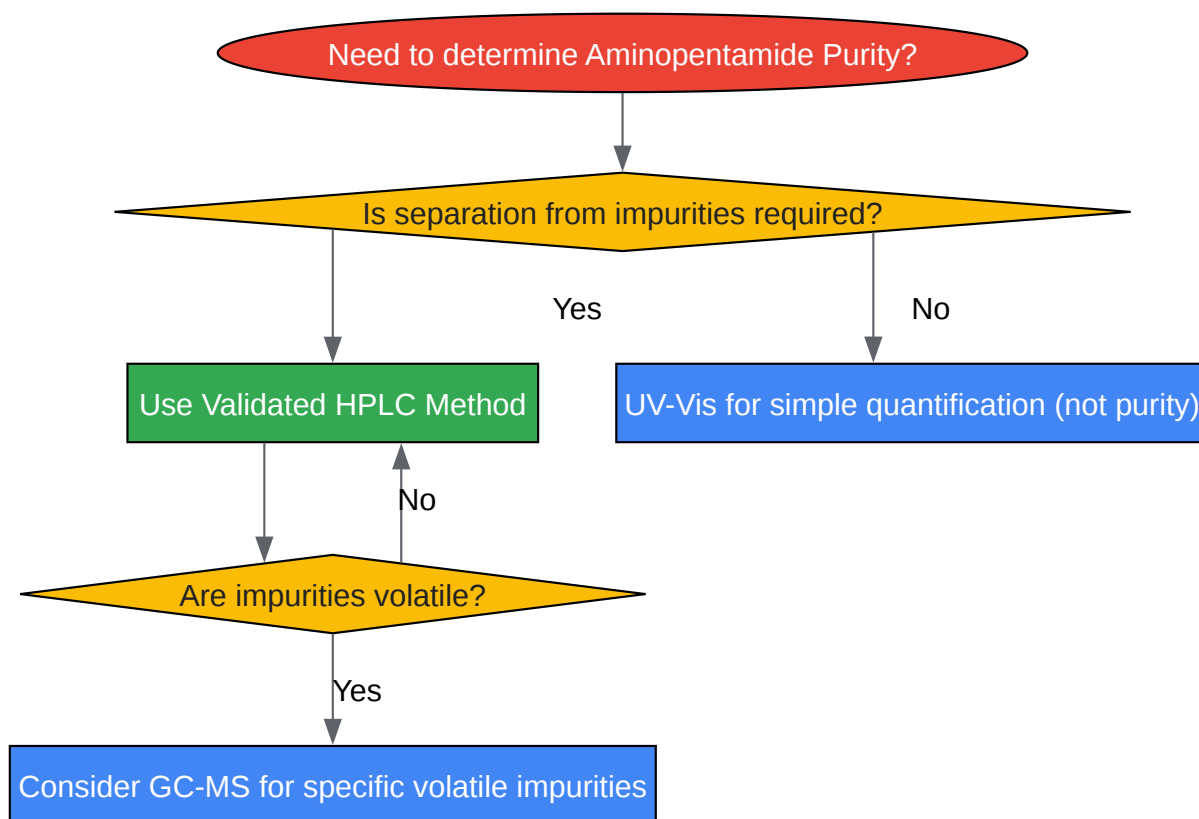 Need to determine Aminopentamide Purity?
Is separation from impurities required?
Yes
No
Use Validated HPLC Method
UV-Vis for simple quantification (not purity)
No
Are impurities volatile?
Yes
Consider GC-MS for specific volatile impurities